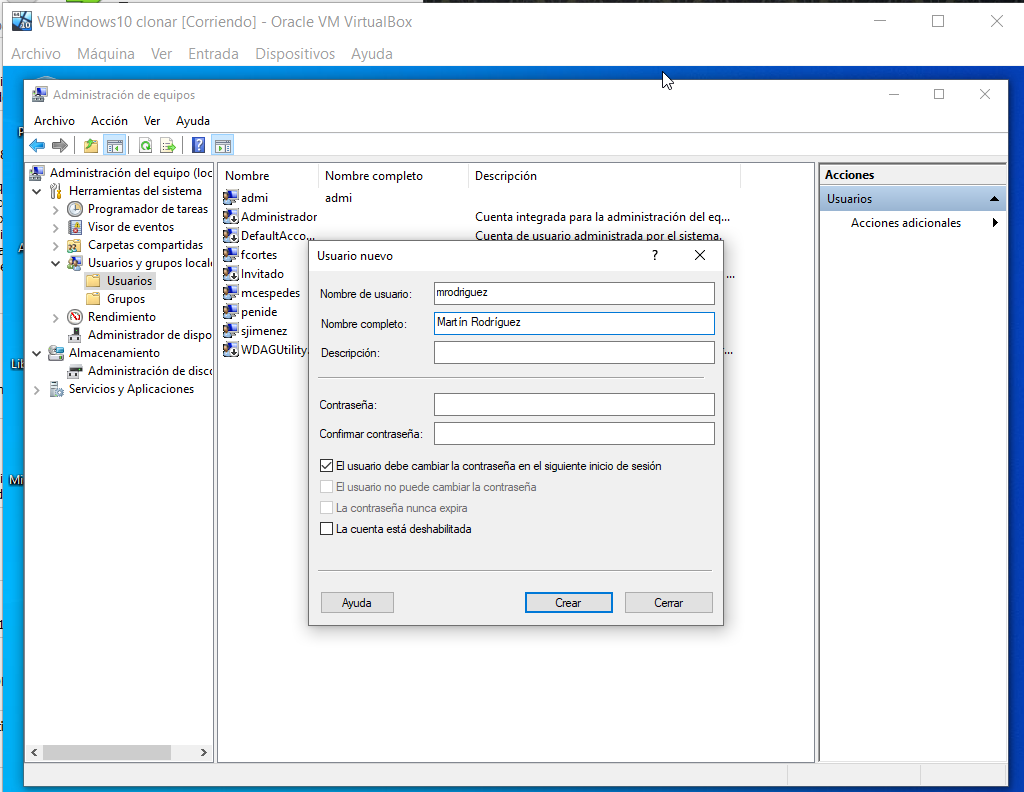 VBWindows10 clonar [Corriendo] - Oracle VM VirtualBox
Archivo Máquina Ver Entrada Dispositivos Ayuda
Administración de equipos
Archivo Acción Ver Ayuda
Administración del equipo (loc
Herramientas del sistema
Programador de tareas
Visor de eventos
Carpetas compartidas
Usuarios y grupos locale
Usuarios
Grupos
Rendimiento
Administrador de dispo
Almacenamiento
Administración de disco
Servicios y Aplicaciones
Nombre Nombre completo Descripción
admi admi
Administrador Cuenta integrada para la administración del eq...
DefaultAcco... Cuenta de usuario administrada por el sistema.
fcortes
Invitado ...
mcespedes
penide
sjimenez
WDAGUtility. ...
Usuario nuevo ?
Nombre de usuario: mrodriguez
Nombre completo: Martín Rodríguez
Descripción:
Contraseña:
Confirmar contraseña:
El usuario debe cambiar la contraseña en el siguiente inicio de sesión
El usuario no puede cambiar la contraseña
La contraseña nunca expira
La cuenta está deshabilitada
Ayuda Crear Cerrar
Acciones
Usuarios
Acciones adicionales
Lib
Mi